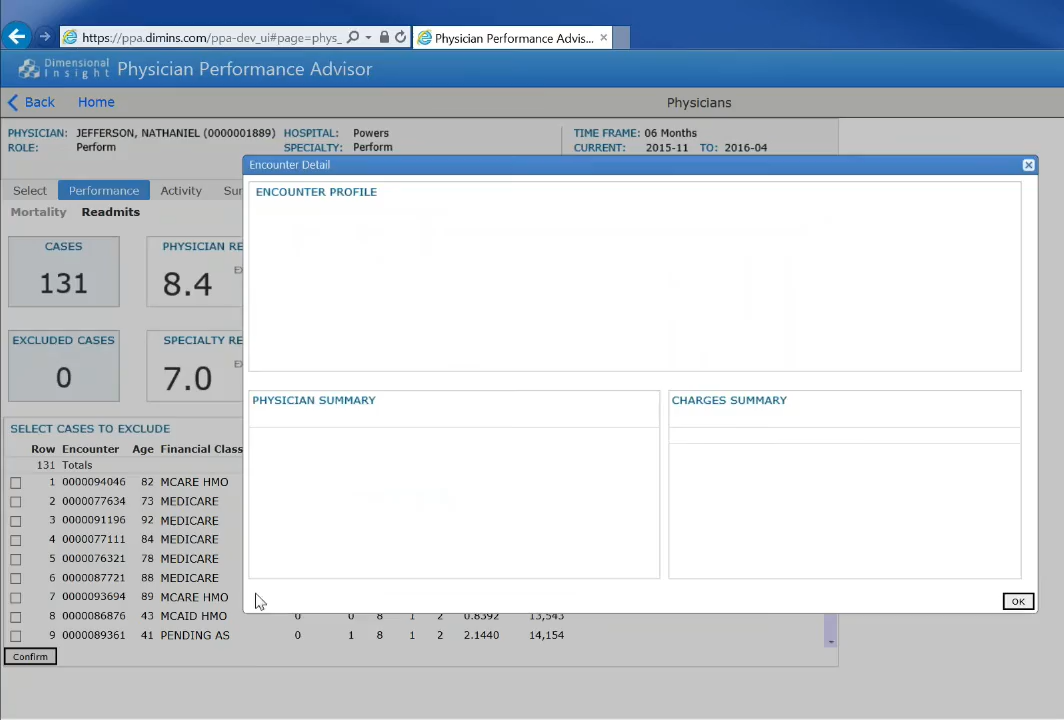 https://ppa.dimins.com/ppa-dev_ui#page=phys_
Physician Performance Advis... ×
Dimensional Insight Physician Performance Advisor
Back Home Physicians
PHYSICIAN: JEFFERSON, NATHANIEL (0000001889) HOSPITAL: Powers TIME FRAME: 06 Months
ROLE: Perform SPECIALTY: Perform CURRENT: 2015-11 TO: 2016-04
Encounter Detail
Select Performance Activity Sur
Mortality Readmits
ENCOUNTER PROFILE
CASES PHYSICIAN RE
131 8.4
EXCLUDED CASES SPECIALTY RE
0 7.0
PHYSICIAN SUMMARY CHARGES SUMMARY
SELECT CASES TO EXCLUDE
Row Encounter Age Financial Class
131 Totals
1 0000094046 82 MCARE HMO
2 0000077634 73 MEDICARE
3 0000091196 92 MEDICARE
4 0000077111 84 MEDICARE
5 0000076321 78 MEDICARE
6 0000087721 88 MEDICARE
7 0000093694 89 MCARE HMO
OK
8 0000086876 43 MCAID HMO 0 0 8 1 2 0.8392 13,543
9 0000089361 41 PENDING AS 0 1 8 1 2 2.1440 14,154
Confirm